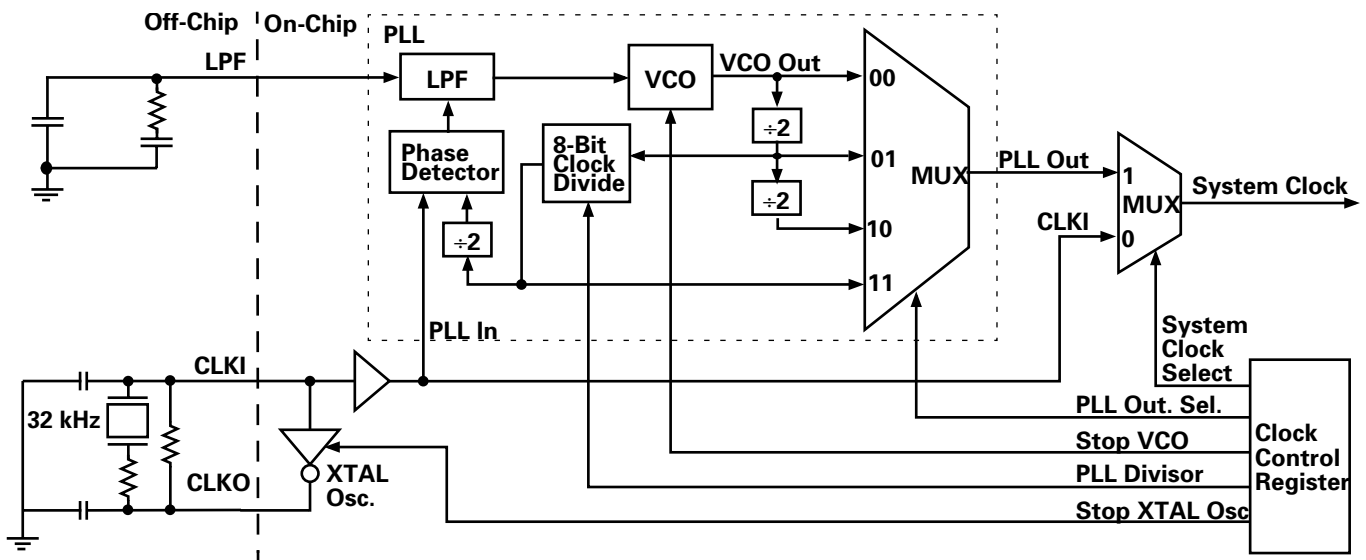 Off-Chip
On-Chip
PLL
LPF
LPF
VCO
VCO Out
00
÷2
Phase
Detector
8-Bit
Clock
Divide
01
MUX
PLL Out
1
MUX
0
System Clock
÷2
CLKI
÷2
10
11
PLL In
System
Clock
Select
CLKI
32 kHz
CLKO
XTAL
Osc.
PLL Out. Sel.
Stop VCO
PLL Divisor
Stop XTAL Osc
Clock
Control
Register